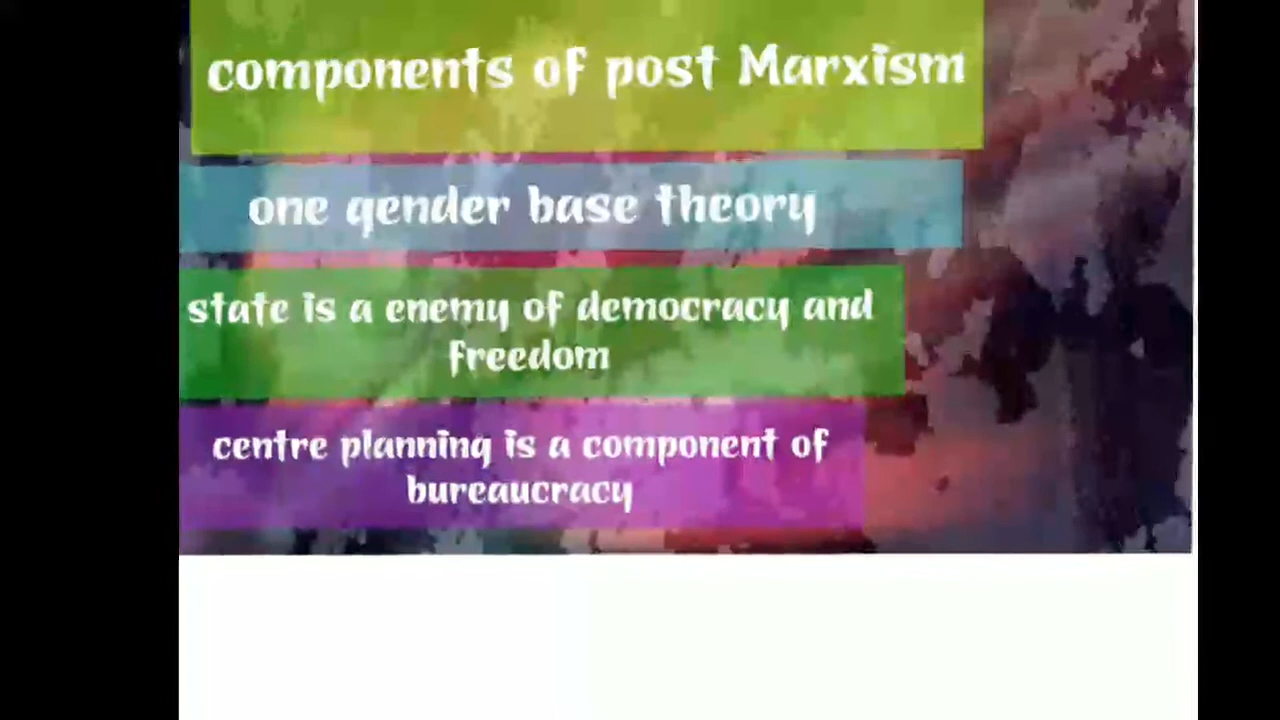 components of post Marxism
one gender base theory
state is a enemy of democracy and
freedom
centre planning is a component of
bureaucracy